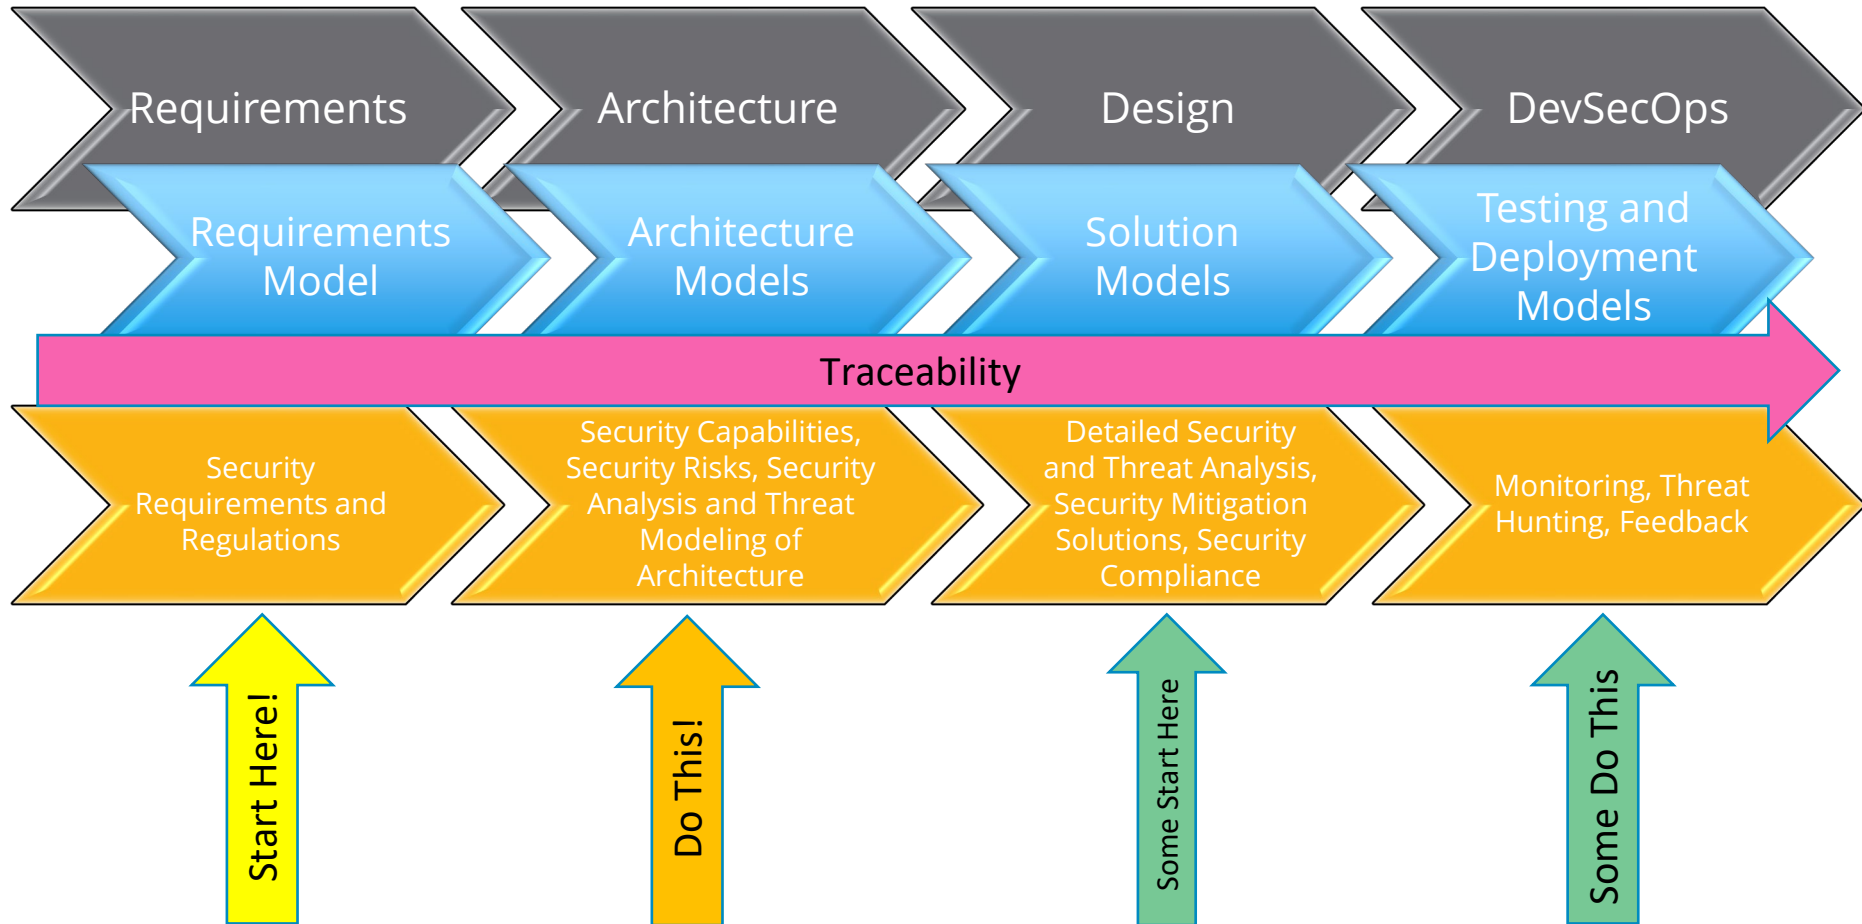 Requirements
Architecture
Design
DevSecOps
Requirements
Model
Architecture
Models
Solution
Models
Testing and
Deployment
Models
Traceability
Security
Requirements and
Regulations
Security Capabilities,
Security Risks, Security
Analysis and Threat
Modeling of
Architecture
Detailed Security
and Threat Analysis,
Security Mitigation
Solutions, Security
Compliance
Monitoring, Threat
Hunting, Feedback
Start Here!
Do This!
Some Start Here
Some Do This